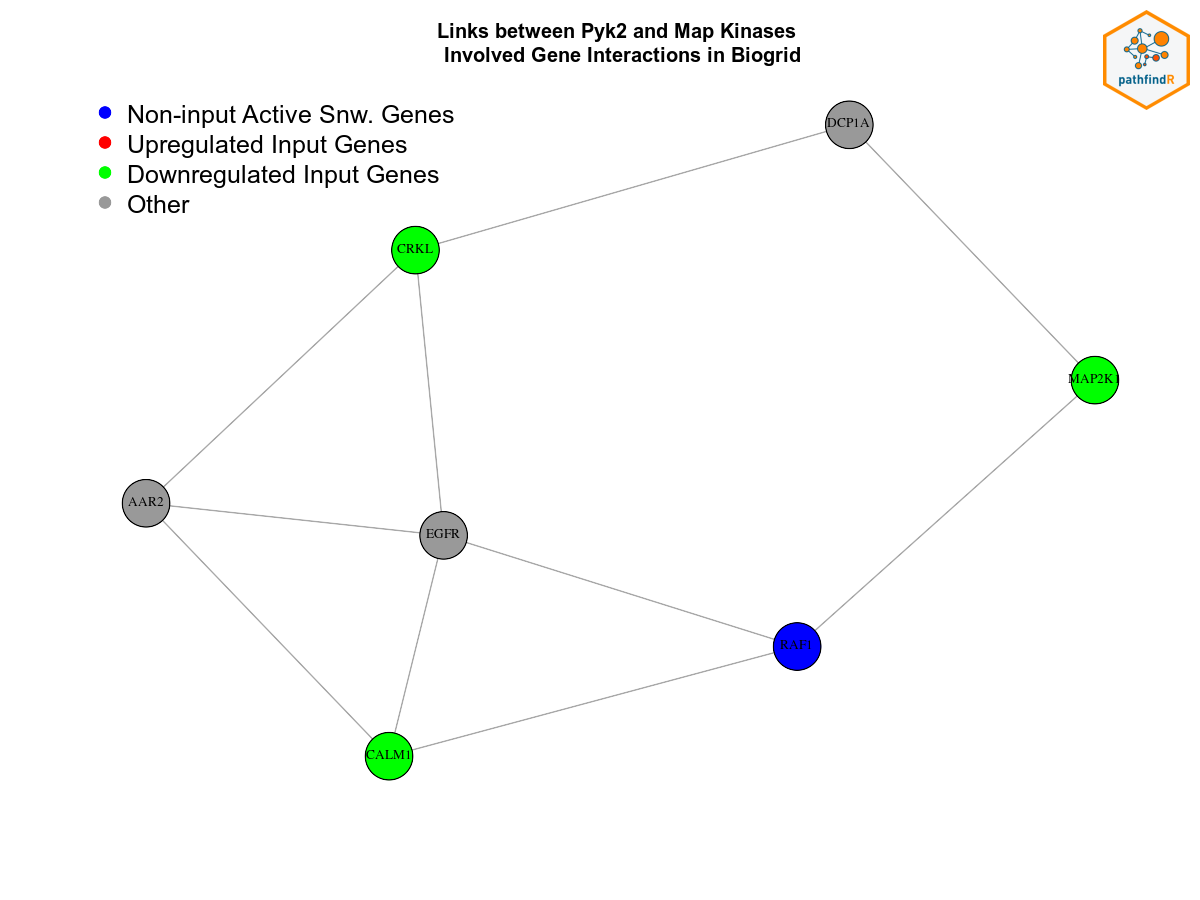 Links between Pyk2 and Map Kinases
Involved Gene Interactions in Biogrid
pathfindR
Non-input Active Snw. Genes
Upregulated Input Genes
Downregulated Input Genes
Other
DCP1A
CRKL
MAP2K1
AAR2
EGFR
RAF1
CALM1